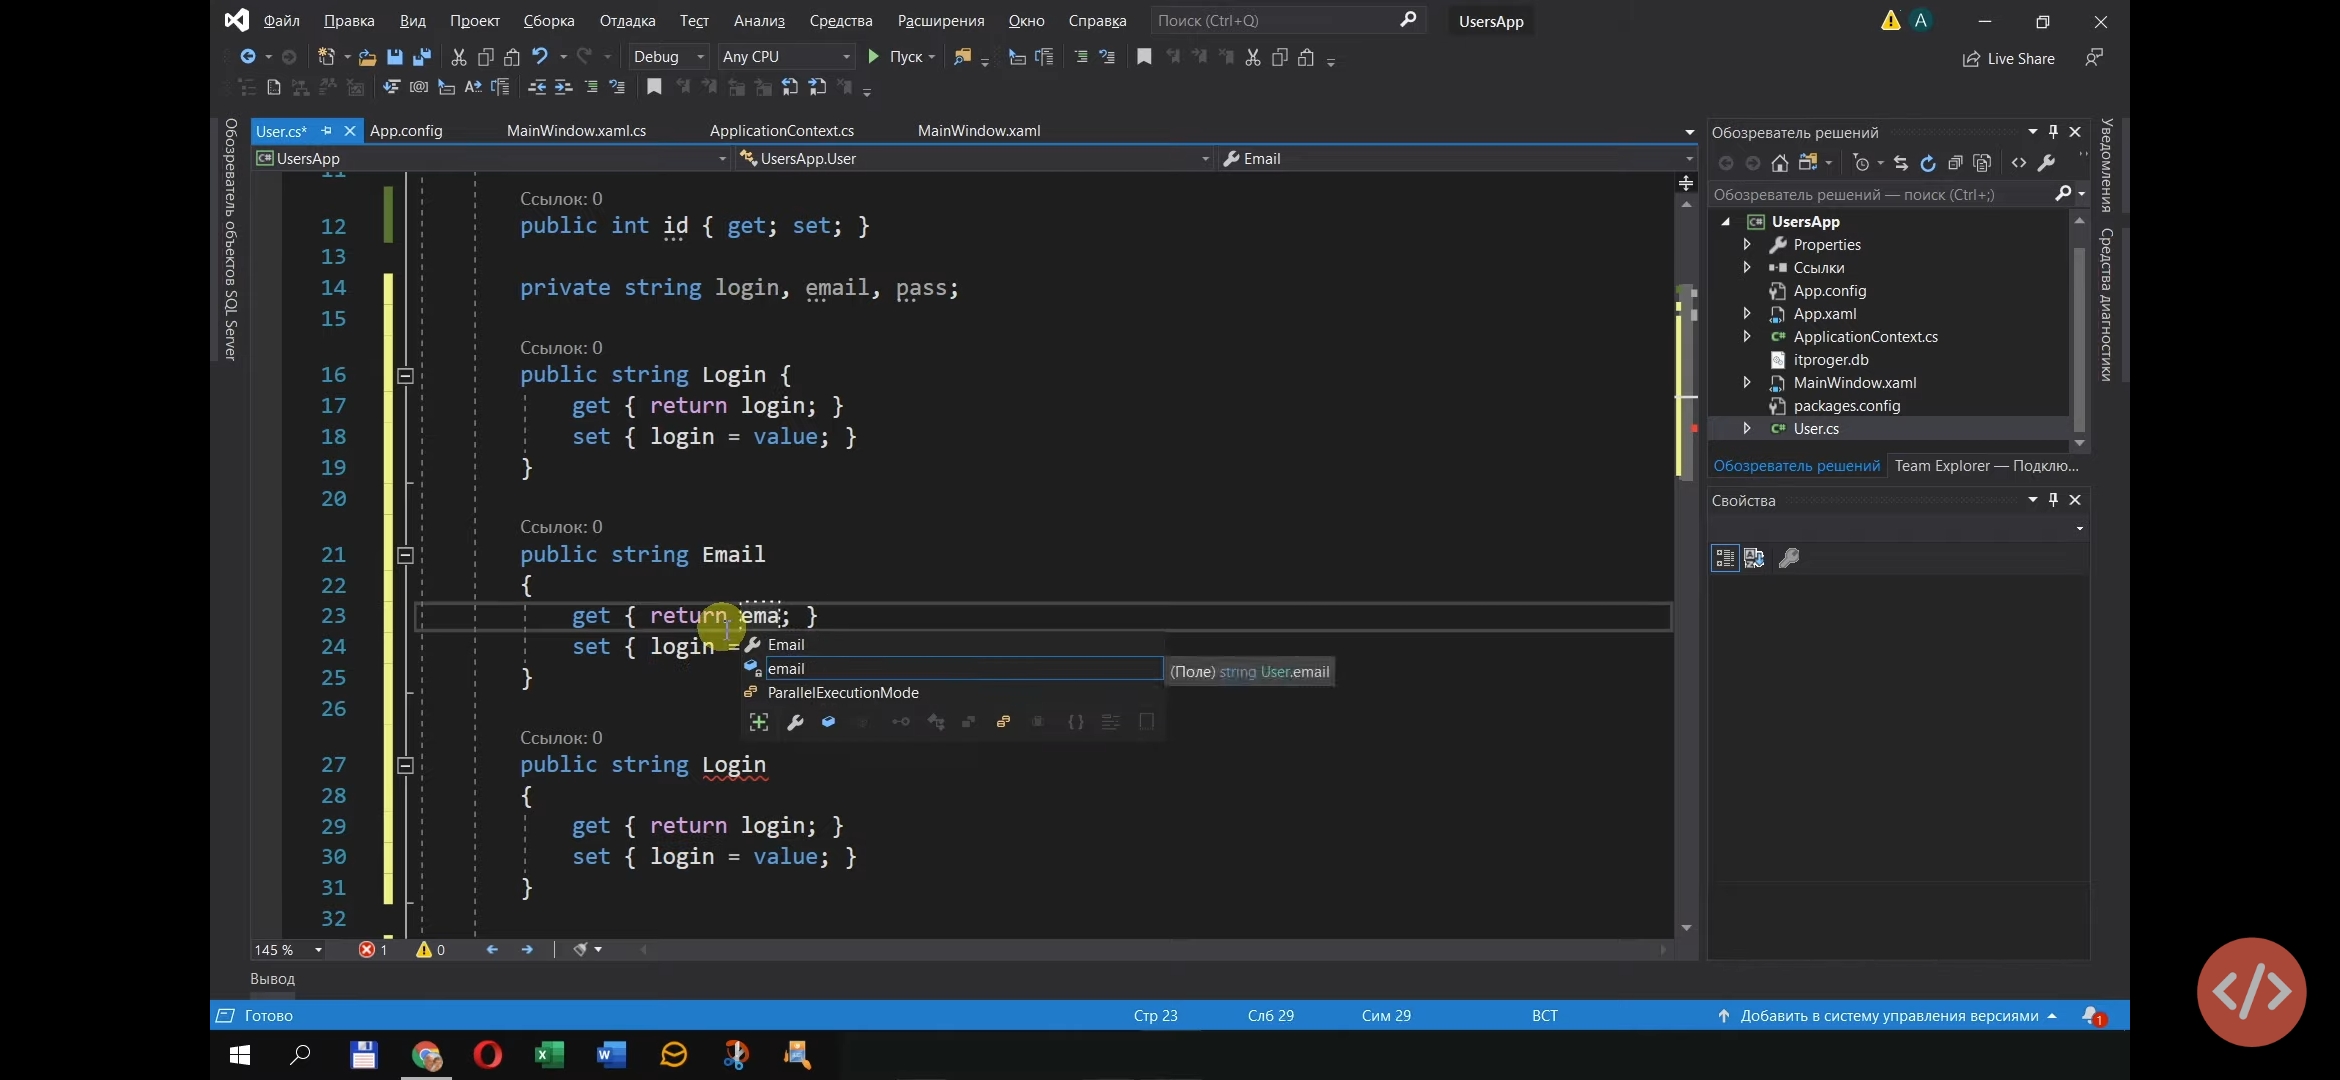 Файл Правка Вид Проект Сборка Отладка Тест Анализ Средства Расширения Окно Справка Поиск (Ctrl+Q) UsersApp A
Debug Any CPU Пуск Live Share
Обозреватель объектов SQL Server
User.cs* App.config MainWindow.xaml.cs ApplicationContext.cs MainWindow.xaml
UsersApp UsersApp.User Email
11
Ссылок: 0
12 public int id { get; set; }
13
14 private string login, email, pass;
15
Ссылок: 0
16 public string Login {
17 get { return login; }
18 set { login = value; }
19 }
20
Ссылок: 0
21 public string Email
22 {
23 get { return ema; }
24 set { login =
25 }
26
Email
email
ParallelExecutionMode
(Поле) string User.email
Ссылок: 0
27 public string Login
28 {
29 get { return login; }
30 set { login = value; }
31 }
32
145 % 1 0
Вывод
Обозреватель решений
Обозреватель решений — поиск (Ctrl+;)
UsersApp
Properties
Ссылки
App.config
App.xaml
ApplicationContext.cs
itproger.db
MainWindow.xaml
packages.config
User.cs
Обозреватель решений Team Explorer — Подклю...
Свойства
Уведомления
Средства диагностики
Готово Стр 23 Слб 29 Сим 29 ВСТ Добавить в систему управления версиями 1